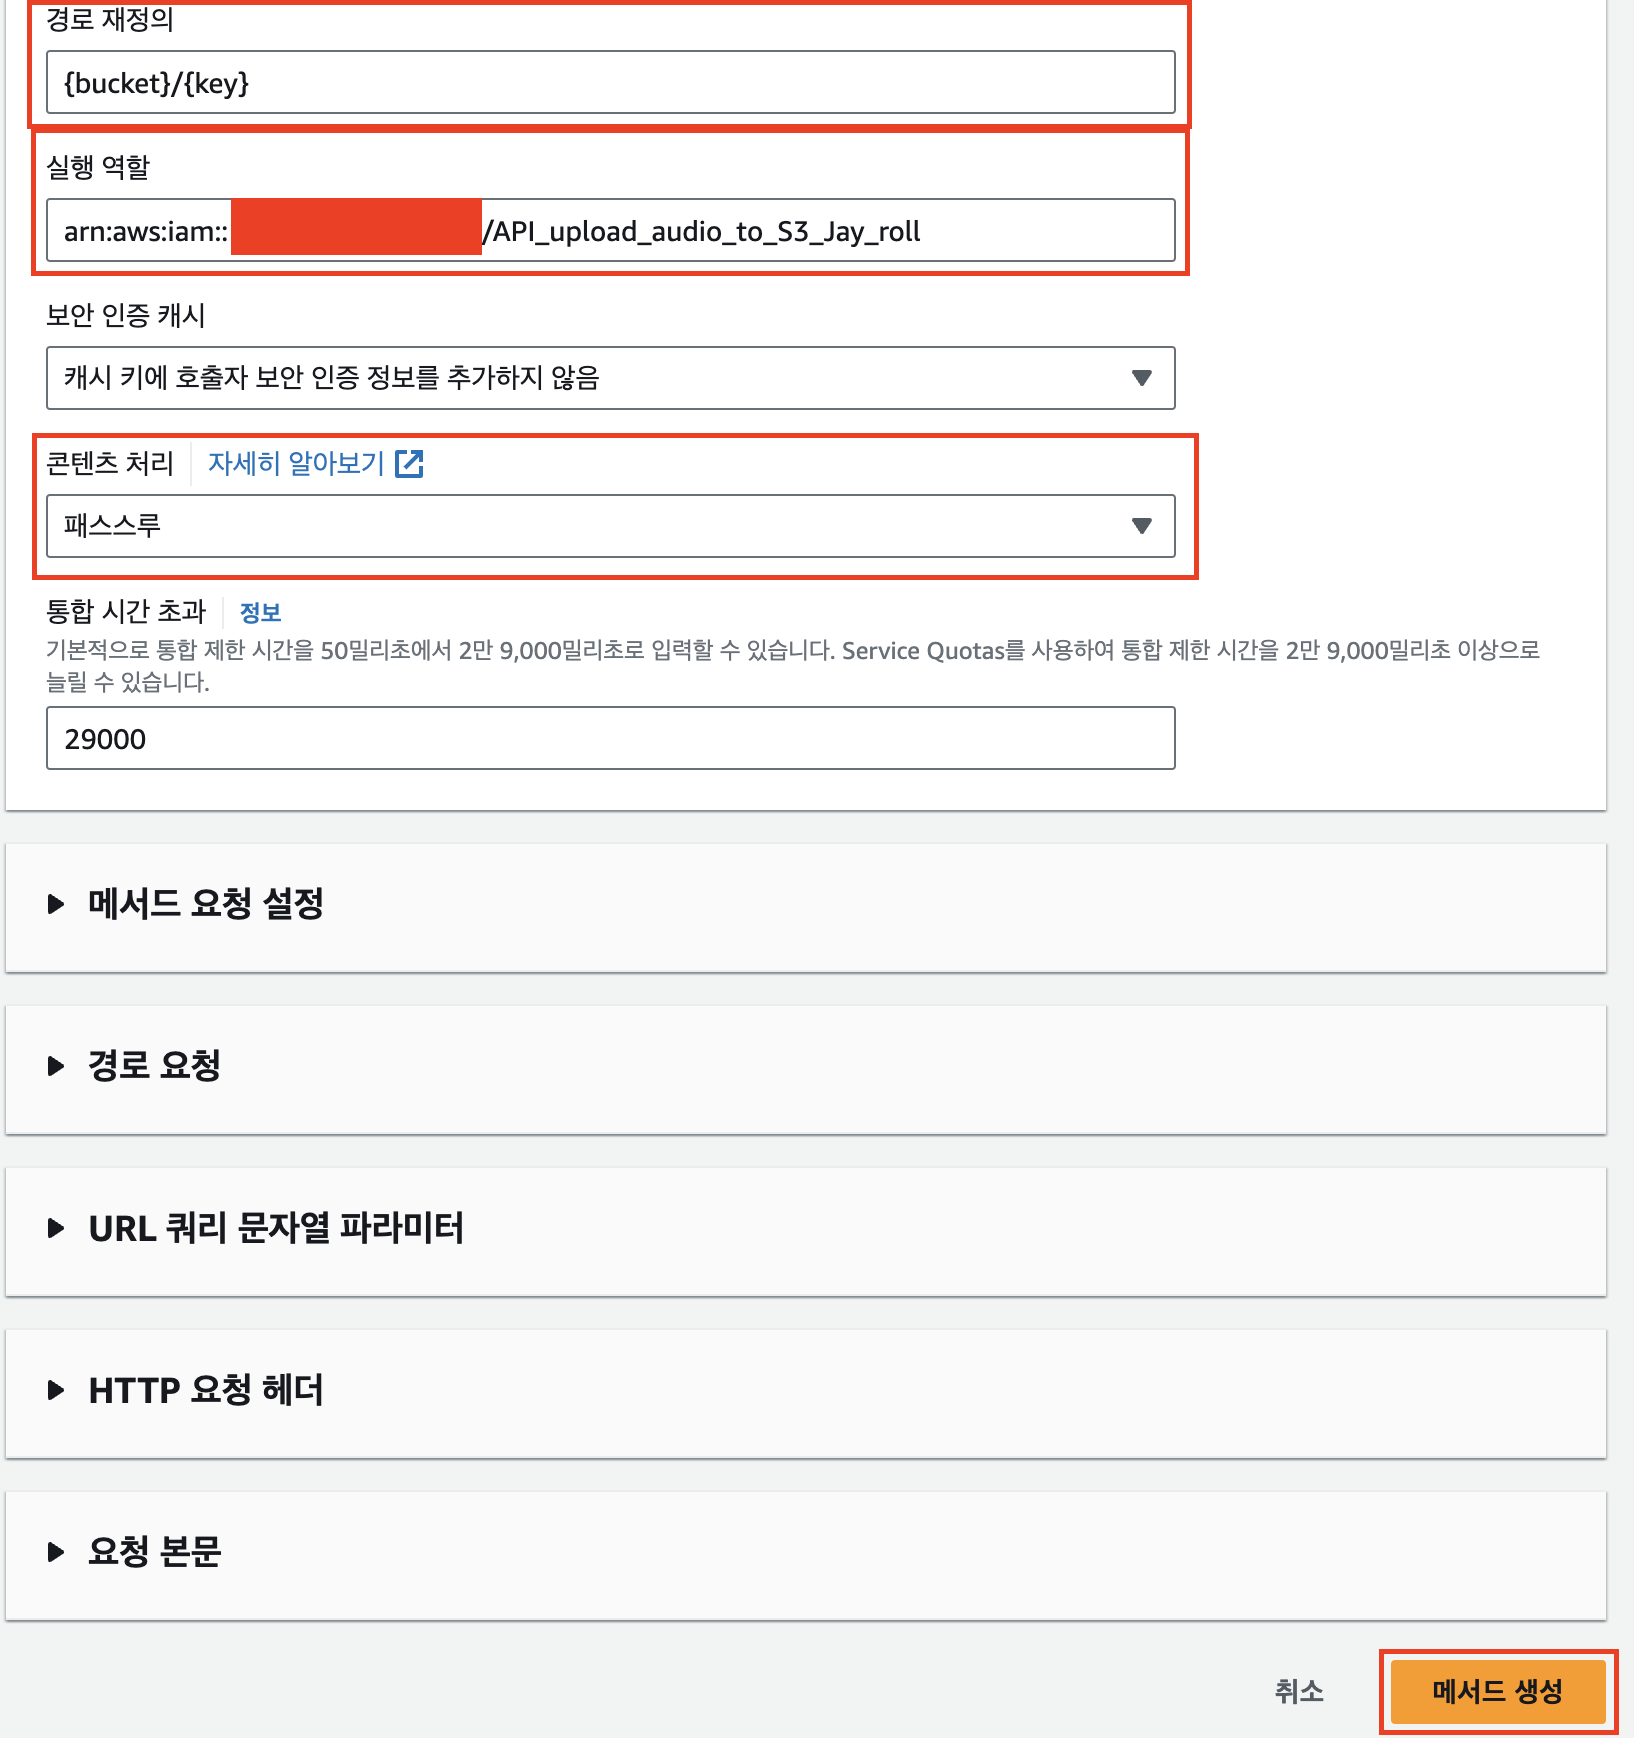 경로 재정의
{bucket}/{key}
실행 역할
arn:aws:iam::
/API_upload_audio_to_S3_Jay_roll
보안 인증 캐시
캐시 키에 호출자 보안 인증 정보를 추가하지 않음
콘텐츠 처리 자세히 알아보기
패스스루
통합 시간 초과 정보
기본적으로 통합 제한 시간을 50밀리초에서 2만 9,000밀리초로 입력할 수 있습니다. Service Quotas를 사용하여 통합 제한 시간을 2만 9,000밀리초 이상으로
늘릴 수 있습니다.
29000
메서드 요청 설정
경로 요청
URL 쿼리 문자열 파라미터
HTTP 요청 헤더
요청 본문
취소 메서드 생성